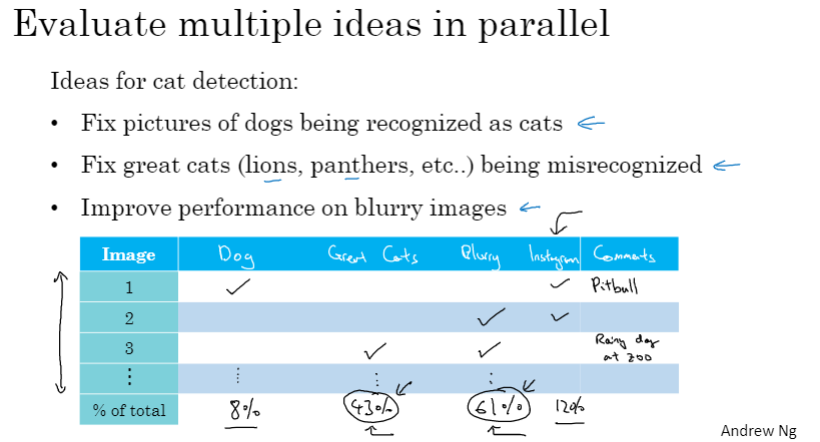 Evaluate multiple ideas in parallel
Ideas for cat detection:
• Fix pictures of dogs being recognized as cats
• Fix great cats (lions, panthers, etc..) being misrecognized
• Improve performance on blurry images
Image Dog Great Cats Blurry Instagram Comments
1 ✓ ✓ Pitbull
2 ✓ ✓
3 ✓ ✓ Rainy day at zoo
⋮ ⋮ ⋮ ⋮
% of total 8% 43% 61% 12%
Andrew Ng